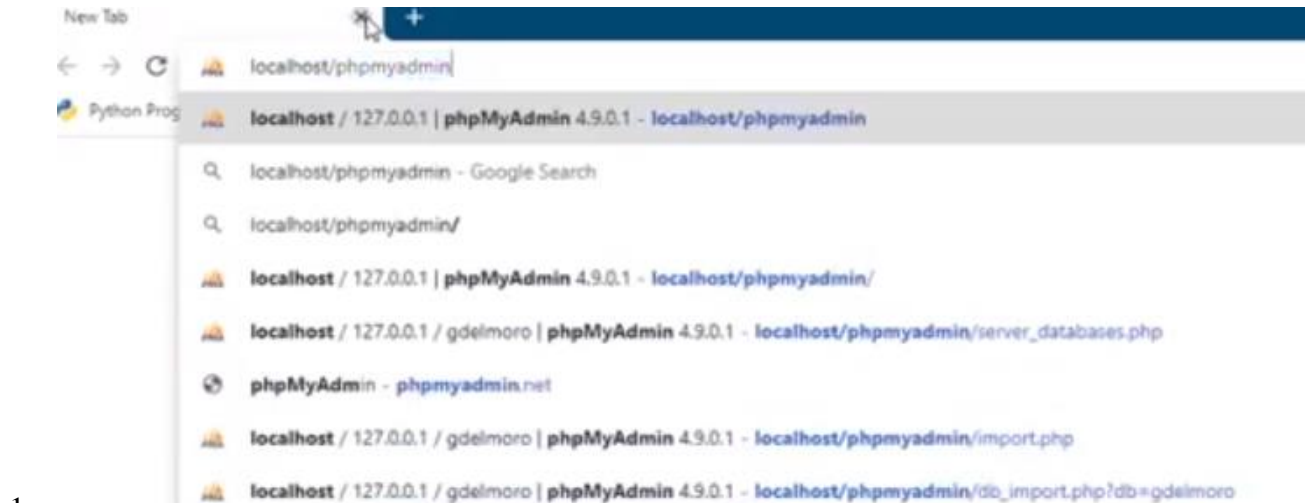 New Tab
localhost/phpmyadmin
Python Prog
localhost / 127.0.0.1 | phpMyAdmin 4.9.0.1 - localhost/phpmyadmin
localhost/phpmyadmin - Google Search
localhost/phpmyadmin/
localhost / 127.0.0.1 | phpMyAdmin 4.9.0.1 - localhost/phpmyadmin/
localhost / 127.0.0.1 / gdelmoro | phpMyAdmin 4.9.0.1 - localhost/phpmyadmin/server_databases.php
phpMyAdmin - phpmyadmin.net
localhost / 127.0.0.1 / gdelmoro | phpMyAdmin 4.9.0.1 - localhost/phpmyadmin/import.php
localhost / 127.0.0.1 / gdelmoro | phpMyAdmin 4.9.0.1 - localhost/phpmyadmin/db_import.php?db=gdelmoro